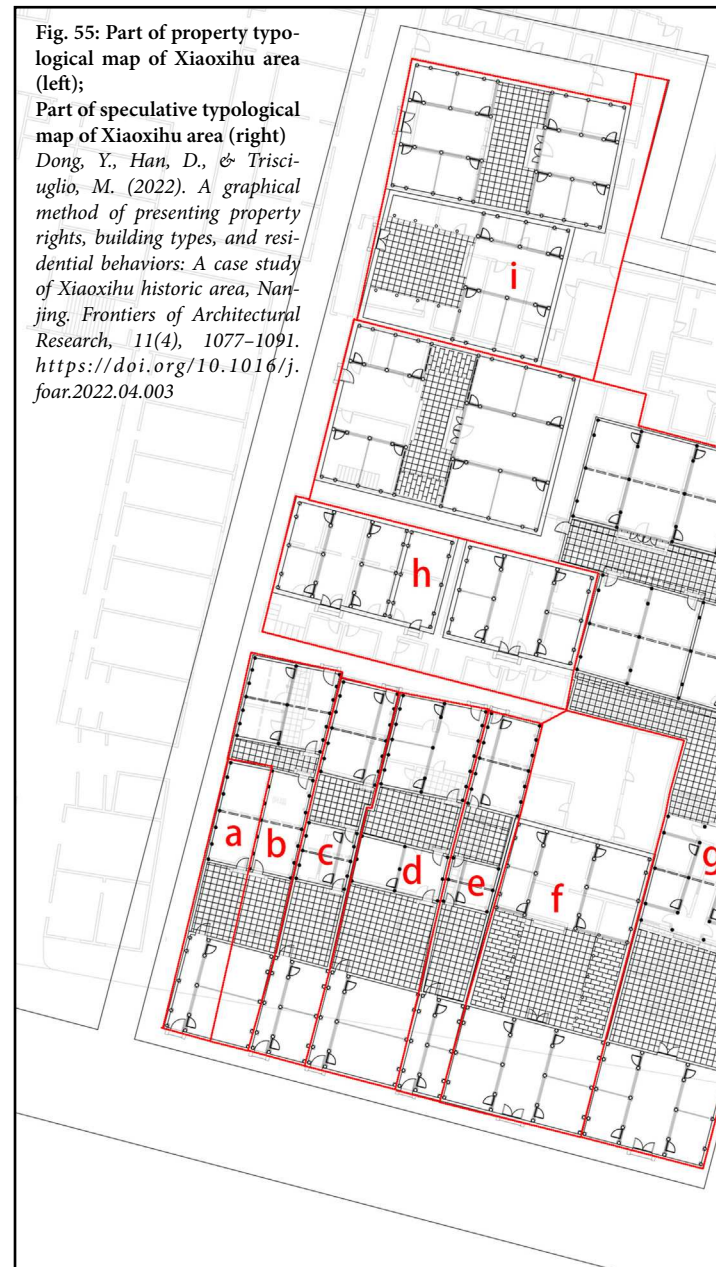 Fig. 55: Part of property typo-
logical map of Xiaoxihu area
(left);
Part of speculative typological
map of Xiaoxihu area (right)
Dong, Y., Han, D., & Trisci-
uglio, M. (2022). A graphical
method of presenting property
rights, building types, and resi-
dential behaviors: A case study
of Xiaoxihu historic area, Nan-
jing. Frontiers of Architectural
Research, 11(4), 1077–1091.
https://doi.org/10.1016/j.
foar.2022.04.003
i
h
a
b
c
d
e
f
g